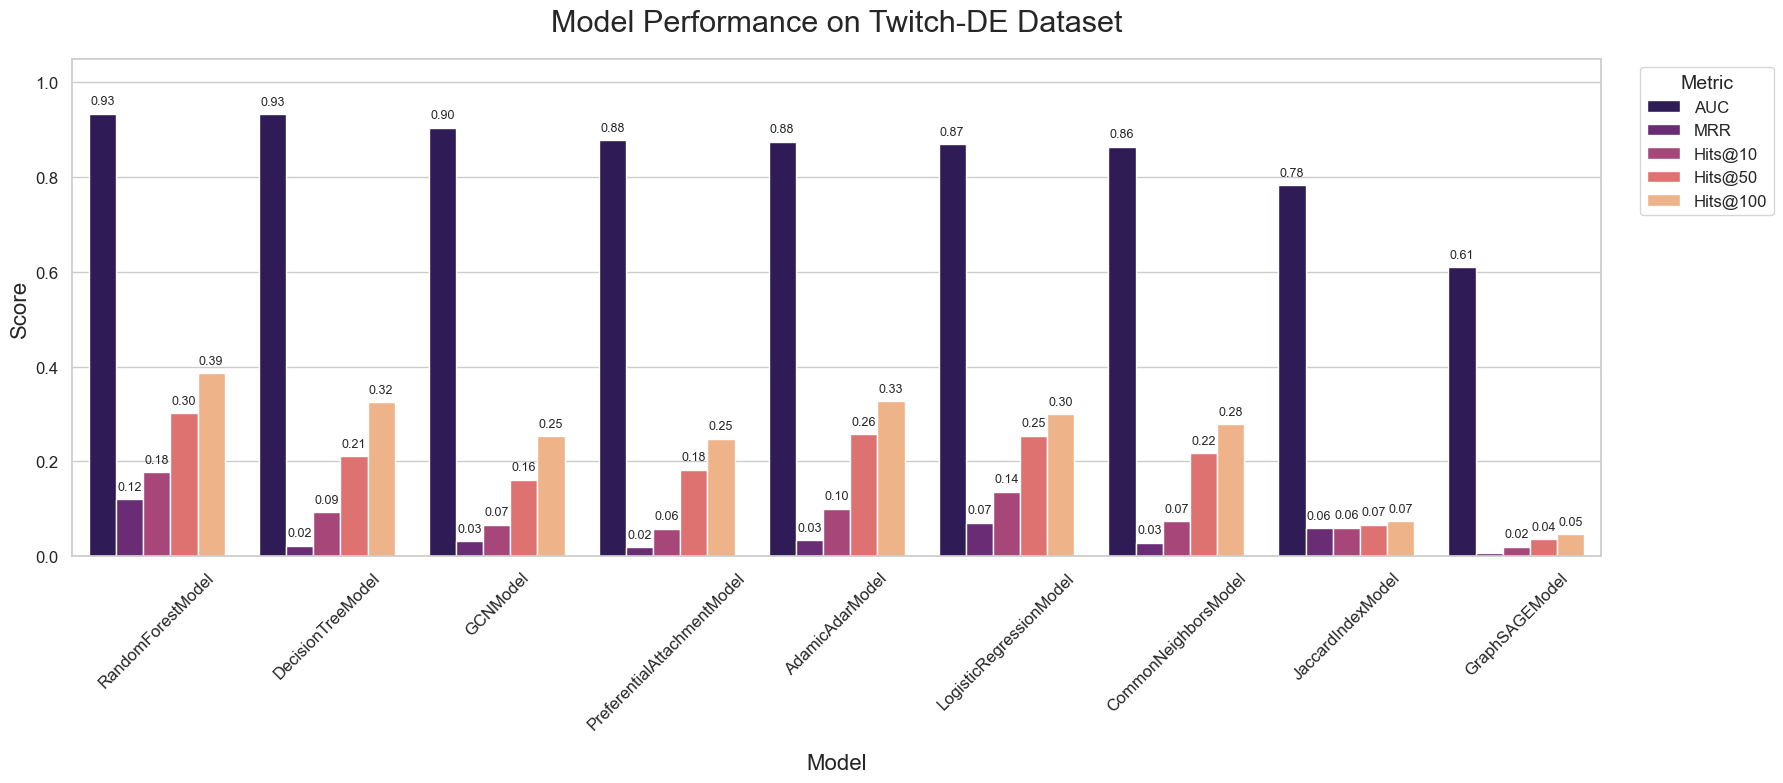 Model Performance on Twitch-DE Dataset
Score
1.0
0.8
0.6
0.4
0.2
0.0
0.93
0.12
0.18
0.30
0.39
0.93
0.02
0.09
0.21
0.32
0.90
0.03
0.07
0.16
0.25
0.88
0.02
0.06
0.18
0.25
0.88
0.03
0.10
0.26
0.33
0.87
0.07
0.14
0.25
0.30
0.86
0.03
0.07
0.22
0.28
0.78
0.06
0.06
0.07
0.07
0.61
0.02
0.04
0.05
RandomForestModel
DecisionTreeModel
GCNModel
PreferentialAttachmentModel
AdamicAdarModel
LogisticRegressionModel
CommonNeighborsModel
JaccardIndexModel
GraphSAGEModel
Model
Metric
AUC
MRR
Hits@10
Hits@50
Hits@100